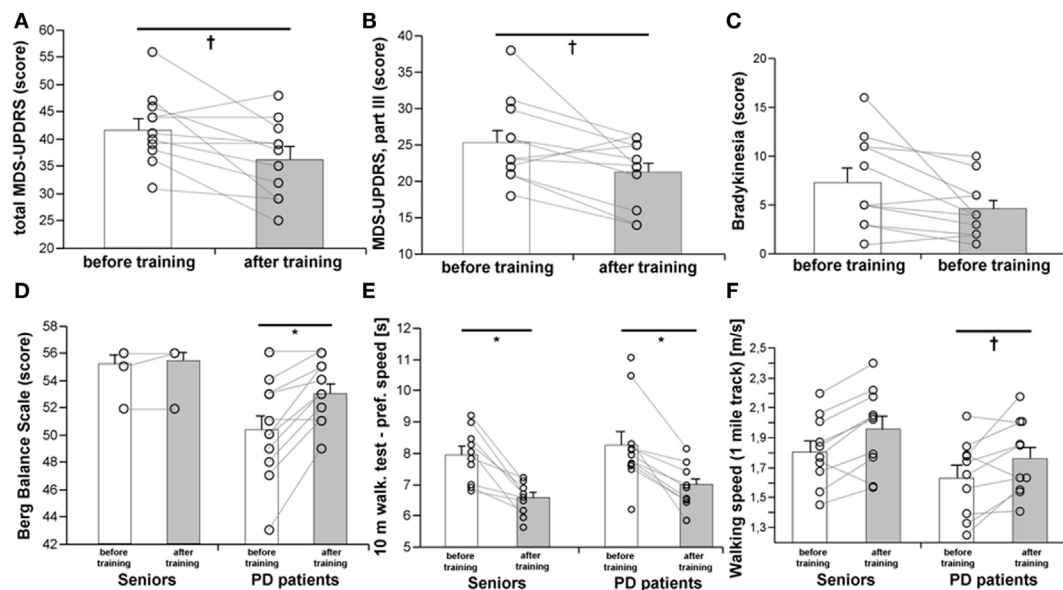 A
total MDS-UPDRS (score)
65
60
55
50
45
40
35
30
25
20
†
before training
after training
B
MDS-UPDRS, part III (score)
40
35
30
25
20
15
10
†
before training
after training
C
Bradykinesia (score)
20
15
10
5
0
before training
before training
D
Berg Balance Scale (score)
58
56
54
52
50
48
46
44
42
*
before
training
after
training
before
training
after
training
Seniors
PD patients
E
10 m walk. test - pref. speed [s]
12
11
10
9
8
7
6
5
*
*
before
training
after
training
before
training
after
training
Seniors
PD patients
F
Walking speed (1 mile track) [m/s]
2,5
2,3
2,1
1,9
1,7
1,5
1,3
†
before
training
after
training
before
training
after
training
Seniors
PD patients